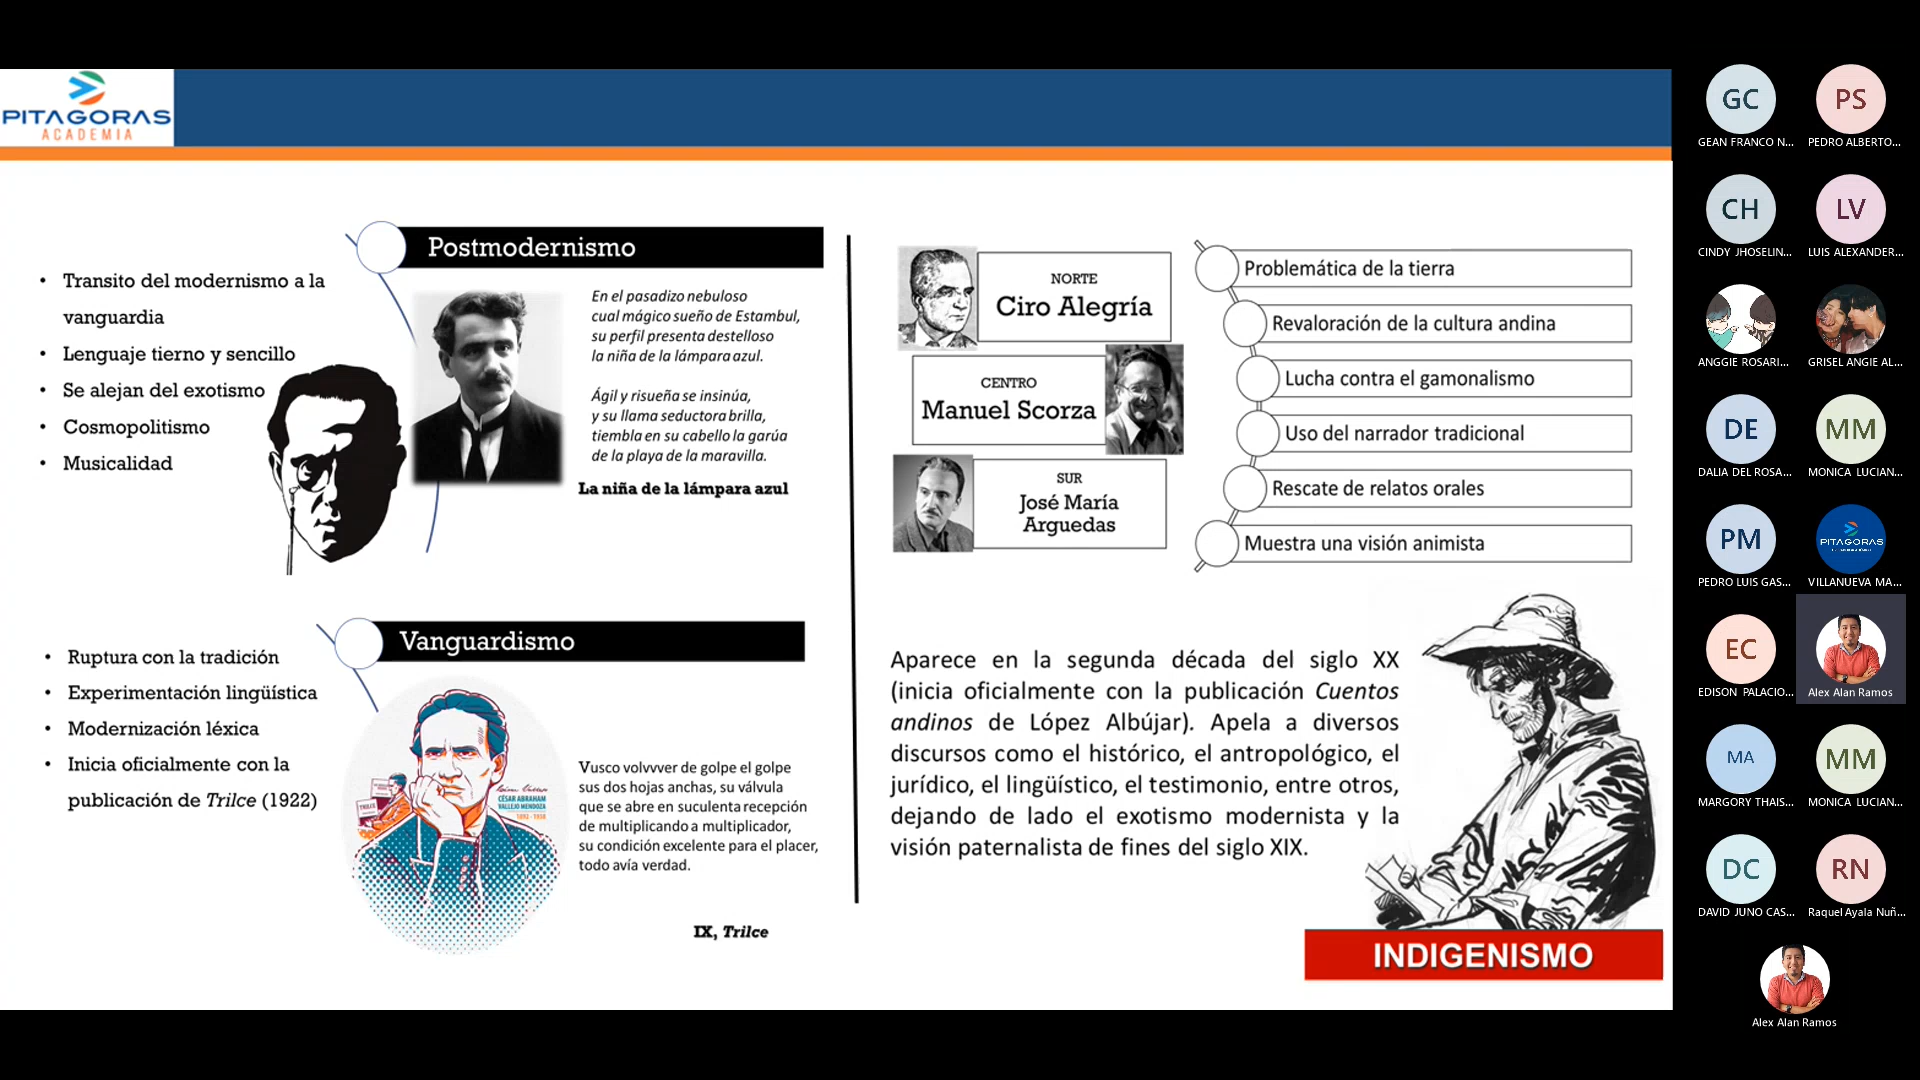 PITAGORAS
ACADEMIA
Postmodernismo
• Transito del modernismo a la
vanguardia
• Lenguaje tierno y sencillo
• Se alejan del exotismo
• Cosmopolitismo
• Musicalidad
En el pasadizo nebuloso
cual mágico sueño de Estambul,
su perfil presenta destelloso
la niña de la lámpara azul.
Ágil y risueña se insinúa,
y su llama seductora brilla,
tiembla en su cabello la garúa
de la playa de la maravilla.
La niña de la lámpara azul
Vanguardismo
• Ruptura con la tradición
• Experimentación lingüística
• Modernización léxica
• Inicia oficialmente con la
publicación de Trilce (1922)
TRILCE
CÉSAR ABRAHAM
VALLEJO MENDOZA
1892 - 1938
Vusco volvvver de golpe el golpe
sus dos hojas anchas, su válvula
que se abre en suculenta recepción
de multiplicando a multiplicador,
su condición excelente para el placer,
todo avía verdad.
IX, Trilce
NORTE
Ciro Alegría
CENTRO
Manuel Scorza
SUR
José María
Arguedas
Problemática de la tierra
Revaloración de la cultura andina
Lucha contra el gamonalismo
Uso del narrador tradicional
Rescate de relatos orales
Muestra una visión animista
Aparece en la segunda década del siglo XX
(inicia oficialmente con la publicación Cuentos
andinos de López Albújar). Apela a diversos
discursos como el histórico, el antropológico, el
jurídico, el lingüístico, el testimonio, entre otros,
dejando de lado el exotismo modernista y la
visión paternalista de fines del siglo XIX.
INDIGENISMO
GC
GEAN FRANCO N...
PS
PEDRO ALBERTO...
CH
CINDY JHOSELIN...
LV
LUIS ALEXANDER...
ANGGIE ROSARI...
GRISEL ANGIE AL...
DE
DALIA DEL ROSA...
MM
MONICA LUCIAN...
PM
PEDRO LUIS GAS...
PITAGORAS
VILLANUEVA MA...
EC
EDISON PALACIO...
Alex Alan Ramos
MA
MARGORY THAIS...
MM
MONICA LUCIAN...
DC
DAVID JUNO CAS...
RN
Raquel Ayala Nuñ...
Alex Alan Ramos